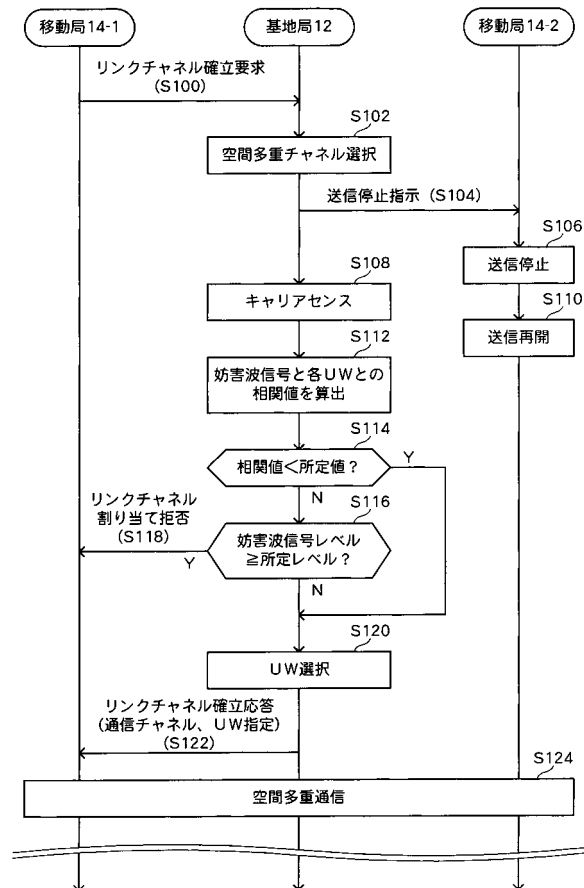 移動局14-1
基地局12
移動局14-2
リンクチャネル確立要求
(S100)
S102
空間多重チャネル選択
送信停止指示（S104）
S106
送信停止
S108
キャリアセンス
S110
送信再開
S112
妨害波信号と各UWとの
相関値を算出
S114
相関値＜所定値？
Y
N
リンクチャネル
割り当て拒否
(S118)
S116
妨害波信号レベル
≧所定レベル？
Y
N
S120
UW選択
リンクチャネル確立応答
(通信チャネル、UW指定)
(S122)
S124
空間多重通信